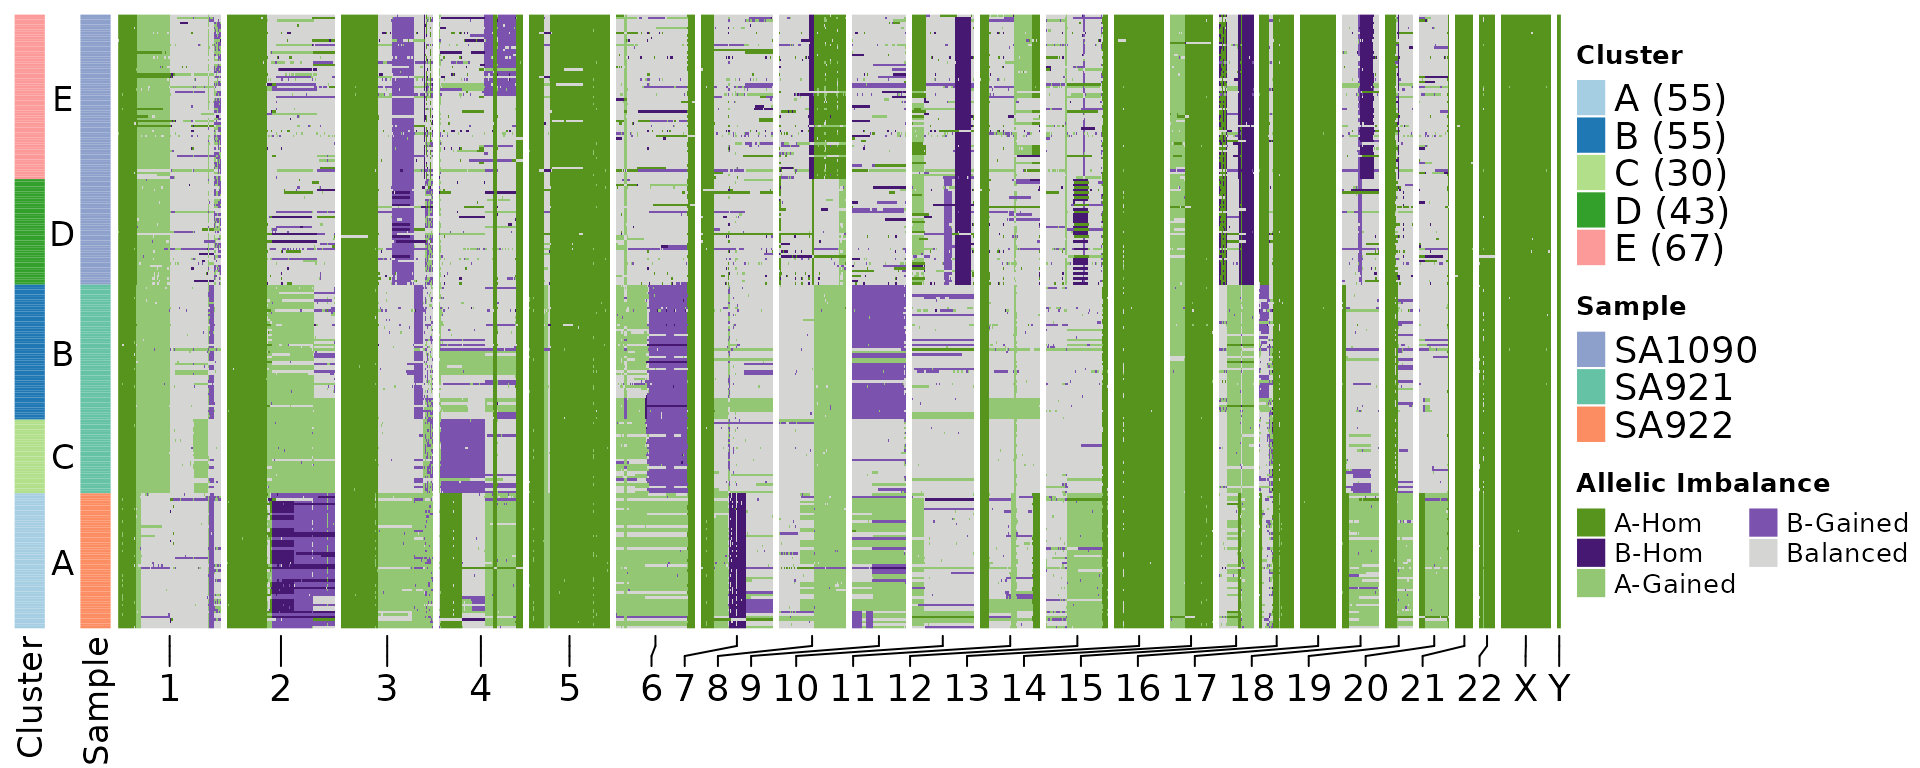 E
D
B
C
A
Cluster
Sample
1 2 3 4 5 6 7 8 9 10 11 12 13 14 15 16 17 18 19 20 21 22 X Y
Cluster
A (55)
B (55)
C (30)
D (43)
E (67)
Sample
SA1090
SA921
SA922
Allelic Imbalance
A-Hom B-Gained
B-Hom Balanced
A-Gained